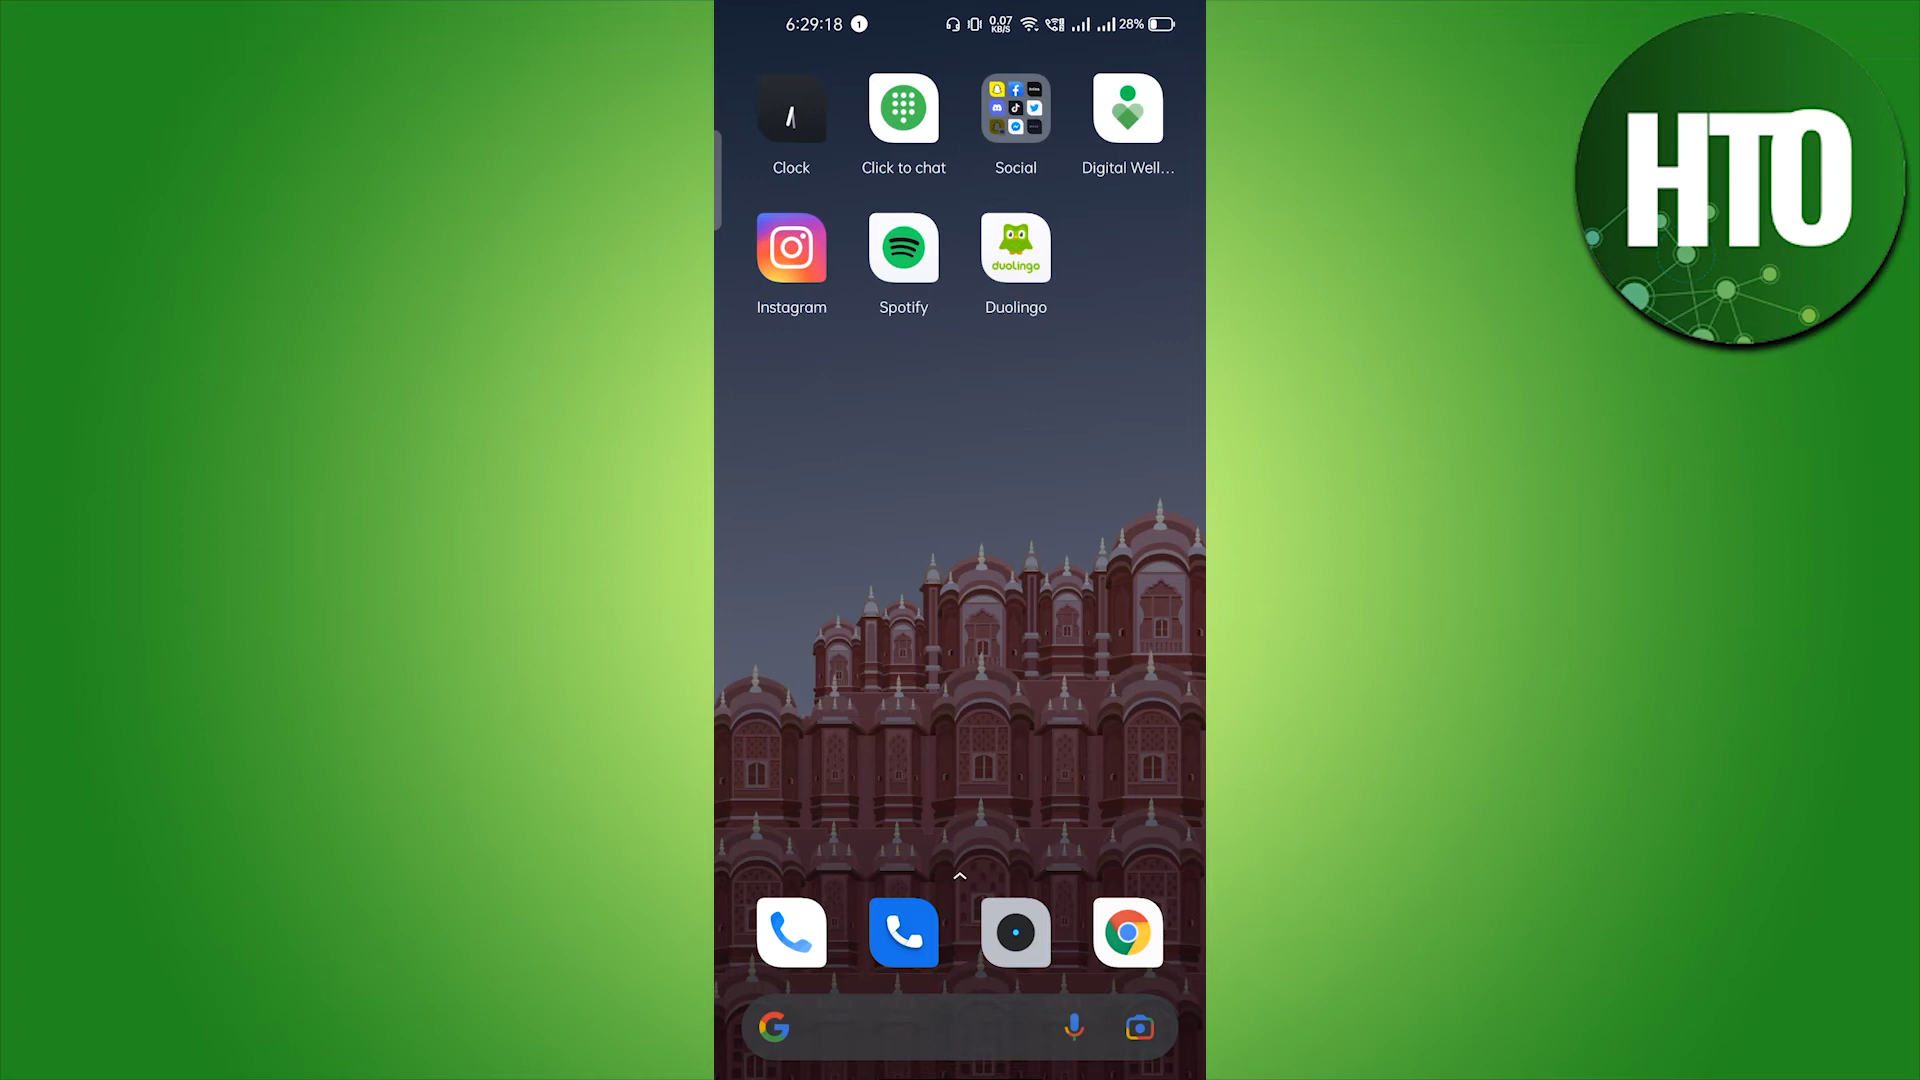 6:29:18 1 0.07 KB/S 28%
HTO
Clock Click to chat Social Digital Well...
duolingo
Instagram Spotify Duolingo